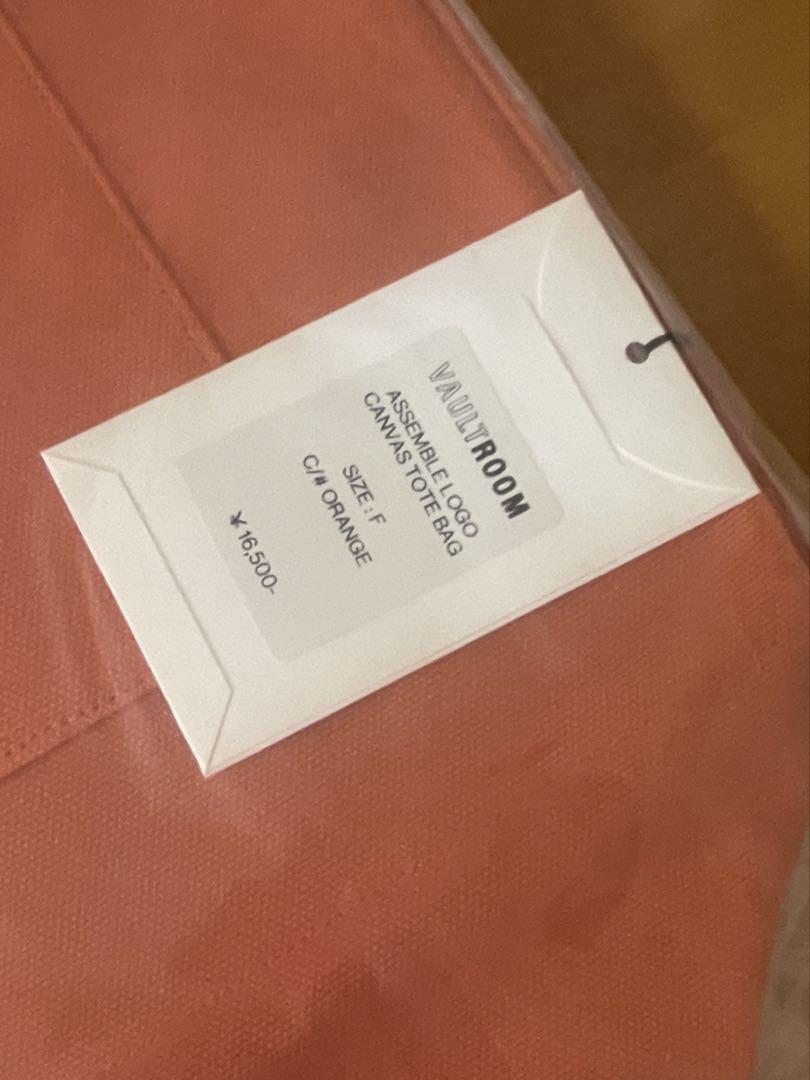 VAULTROOM
ASSEMBLE LOGO
CANVAS TOTE BAG
SIZE : F
C/# ORANGE
¥16,500-